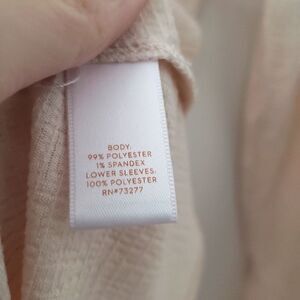 BODY:
99% POLYESTER
1% SPANDEX
LOWER SLEEVES:
100% POLYESTER
RN#73277